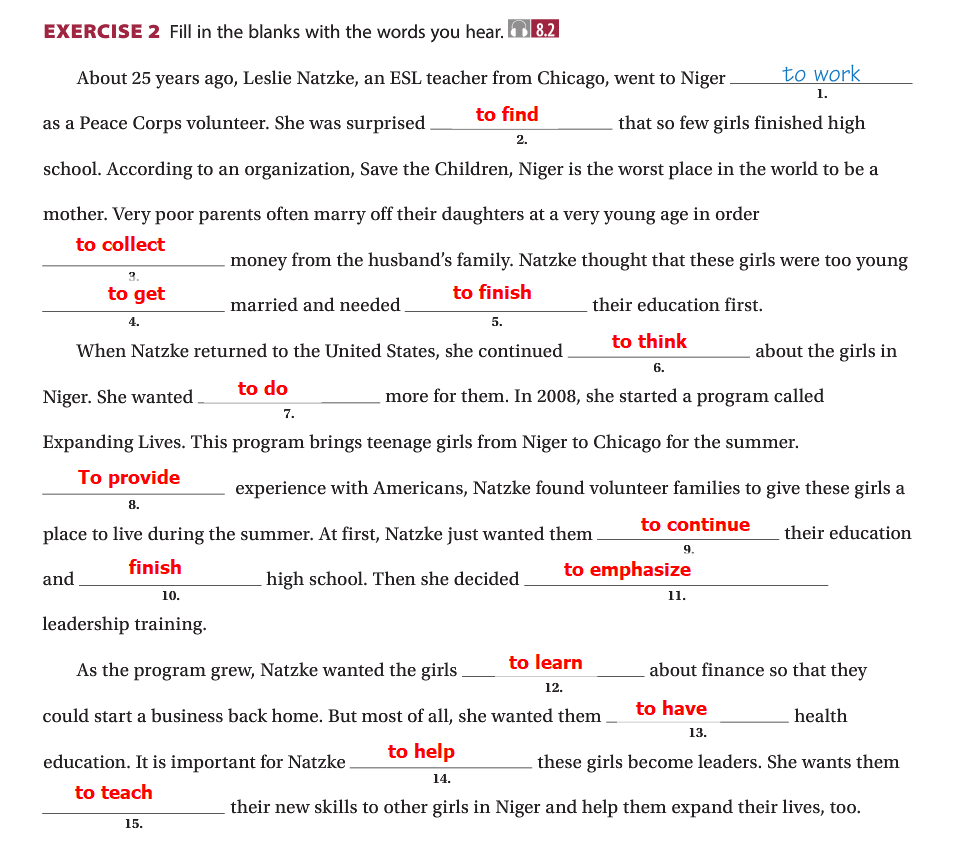 EXERCISE 2 Fill in the blanks with the words you hear. 8.2
About 25 years ago, Leslie Natzke, an ESL teacher from Chicago, went to Niger to work
1.
as a Peace Corps volunteer. She was surprised to find that so few girls finished high
2.
school. According to an organization, Save the Children, Niger is the worst place in the world to be a
mother. Very poor parents often marry off their daughters at a very young age in order
to collect money from the husband's family. Natzke thought that these girls were too young
3.
to get married and needed to finish their education first.
4. 5.
When Natzke returned to the United States, she continued to think about the girls in
6.
Niger. She wanted to do more for them. In 2008, she started a program called
7.
Expanding Lives. This program brings teenage girls from Niger to Chicago for the summer.
To provide experience with Americans, Natzke found volunteer families to give these girls a
8.
place to live during the summer. At first, Natzke just wanted them to continue their education
9.
and finish high school. Then she decided to emphasize
10. 11.
leadership training.
As the program grew, Natzke wanted the girls to learn about finance so that they
12.
could start a business back home. But most of all, she wanted them to have health
13.
education. It is important for Natzke to help these girls become leaders. She wants them
14.
to teach their new skills to other girls in Niger and help them expand their lives, too.
15.